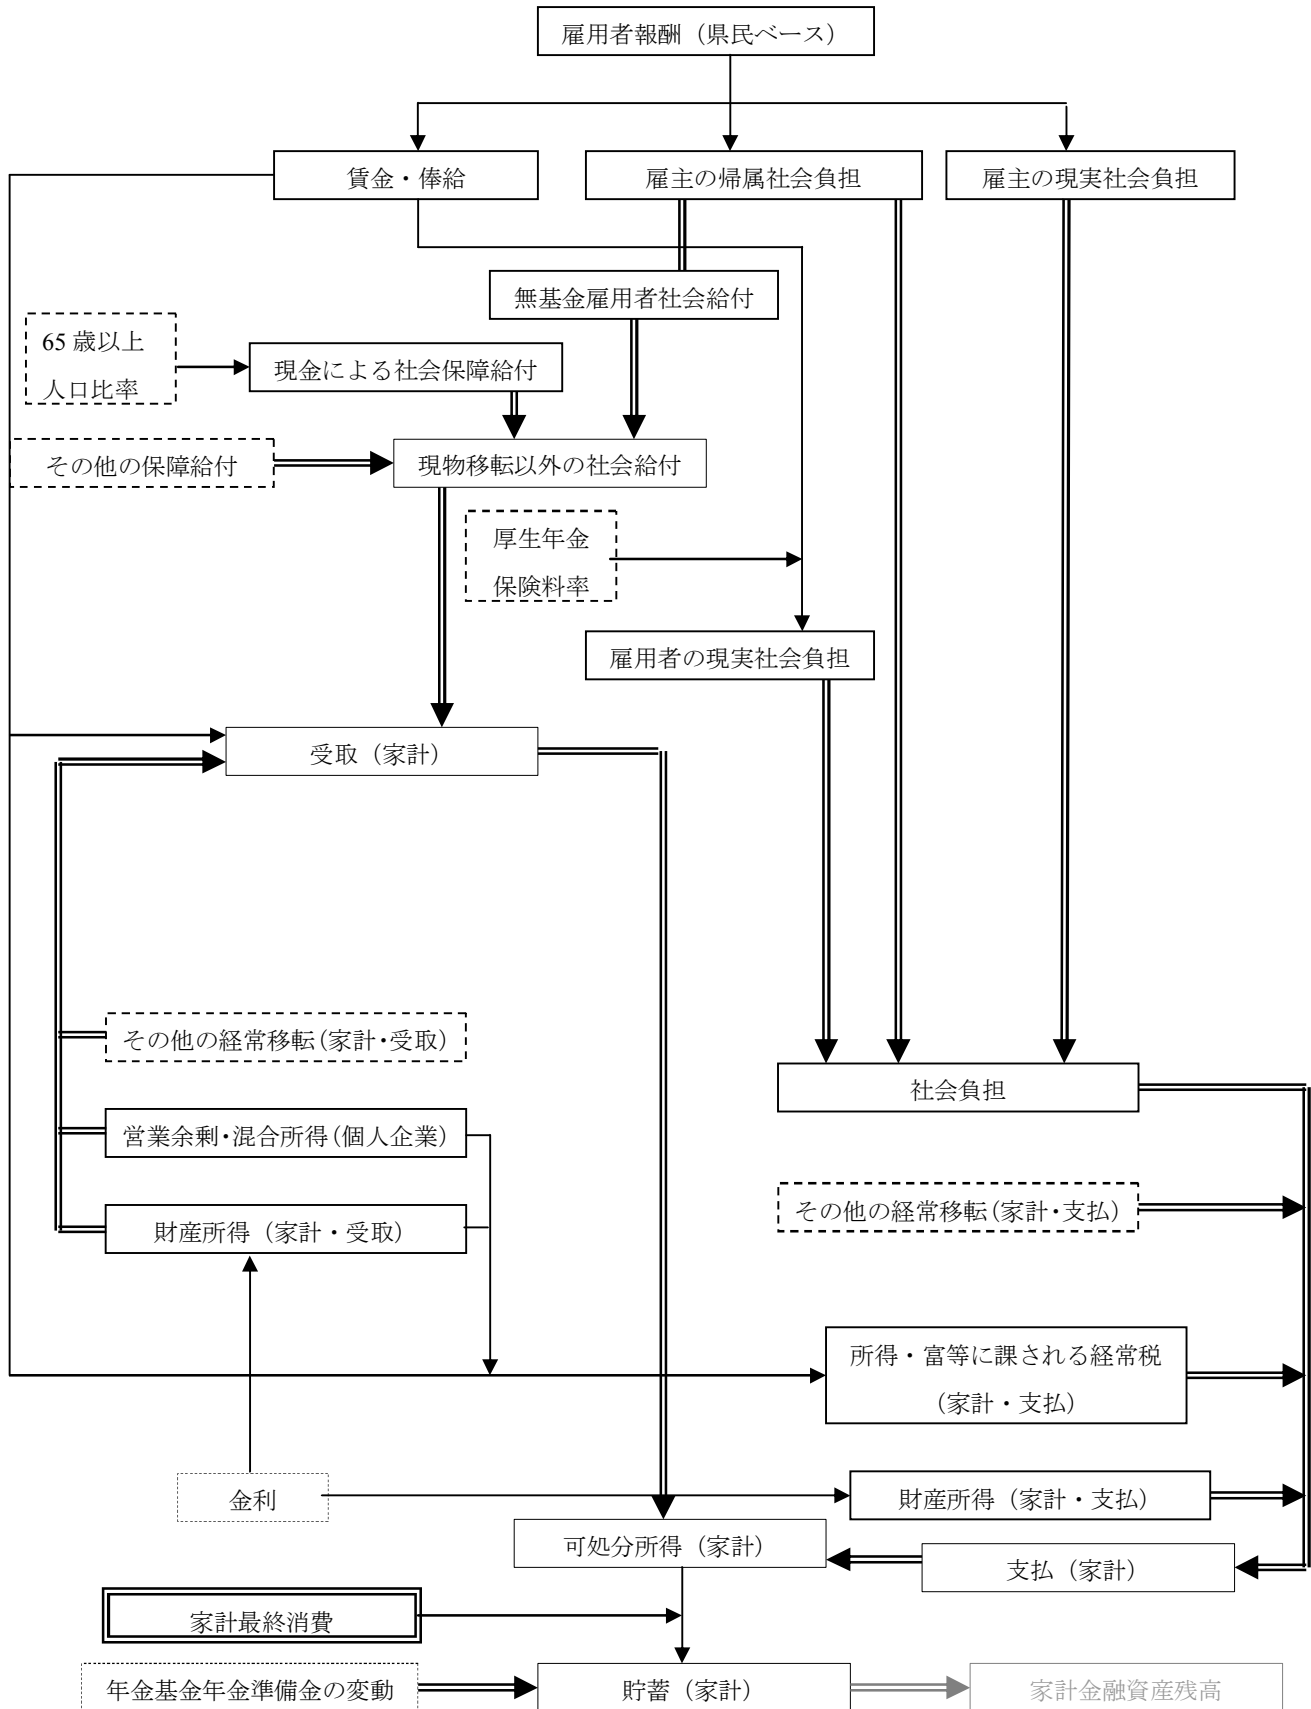 雇用者報酬（県民ベース）
賃金・俸給
雇主の帰属社会負担
雇主の現実社会負担
無基金雇用者社会給付
65 歳以上
人口比率
現金による社会保障給付
その他の保障給付
現物移転以外の社会給付
厚生年金
保険料率
雇用者の現実社会負担
受取（家計）
その他の経常移転(家計・受取)
社会負担
営業余剰・混合所得(個人企業)
その他の経常移転(家計・支払)
財産所得（家計・受取）
所得・富等に課される経常税
（家計・支払）
金利
財産所得（家計・支払）
可処分所得（家計）
支払（家計）
家計最終消費
年金基金年金準備金の変動
貯蓄（家計）
家計金融資産残高